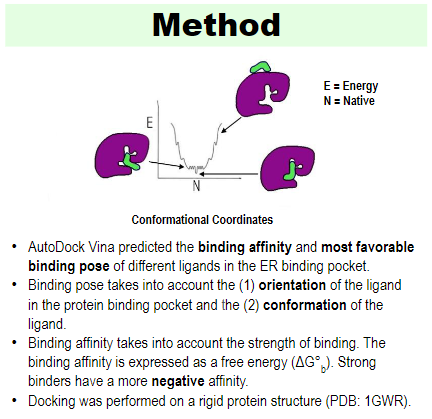 Method
E = Energy
N = Native
E
N
Conformational Coordinates
• AutoDock Vina predicted the binding affinity and most favorable
binding pose of different ligands in the ER binding pocket.
• Binding pose takes into account the (1) orientation of the ligand
in the protein binding pocket and the (2) conformation of the
ligand.
• Binding affinity takes into account the strength of binding. The
binding affinity is expressed as a free energy (ΔG°b). Strong
binders have a more negative affinity.
• Docking was performed on a rigid protein structure (PDB: 1GWR).